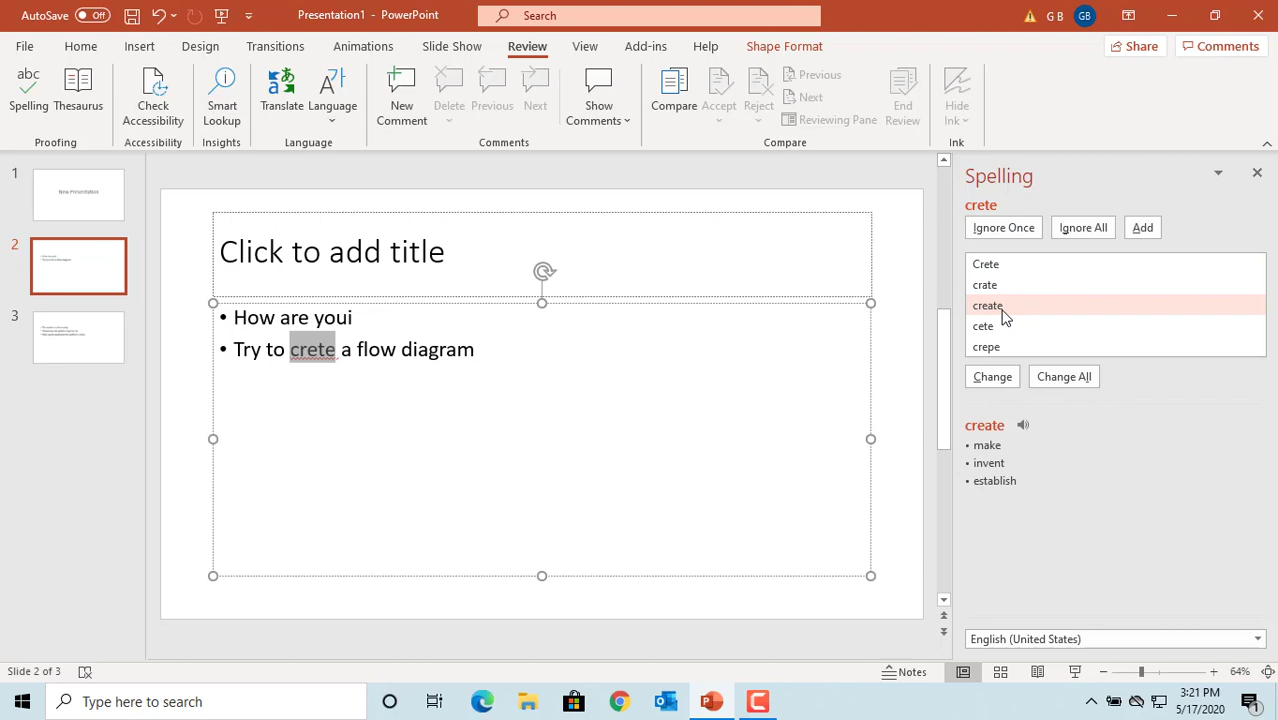 AutoSave Off Presentation1 - PowerPoint Search G B GB
File Home Insert Design Transitions Animations Slide Show Review View Add-ins Help Shape Format Share Comments
abc
Spelling Thesaurus
Check Accessibility
Smart Lookup
Translate Language
New Comment
Delete Previous Next
Show Comments
Compare Accept Reject
Previous
Next
Reviewing Pane
End Review
Hide Ink
Proofing Accessibility Insights Language Comments Compare Ink
1
New Presentation
2
3
Click to add title
• How are youi
• Try to crete a flow diagram
Spelling
crete
Ignore Once Ignore All Add
Crete
crate
create
cete
crepe
Change Change All
create
• make
• invent
• establish
English (United States)
Slide 2 of 3 Notes 64%
Type here to search
3:21 PM
5/17/2020
1